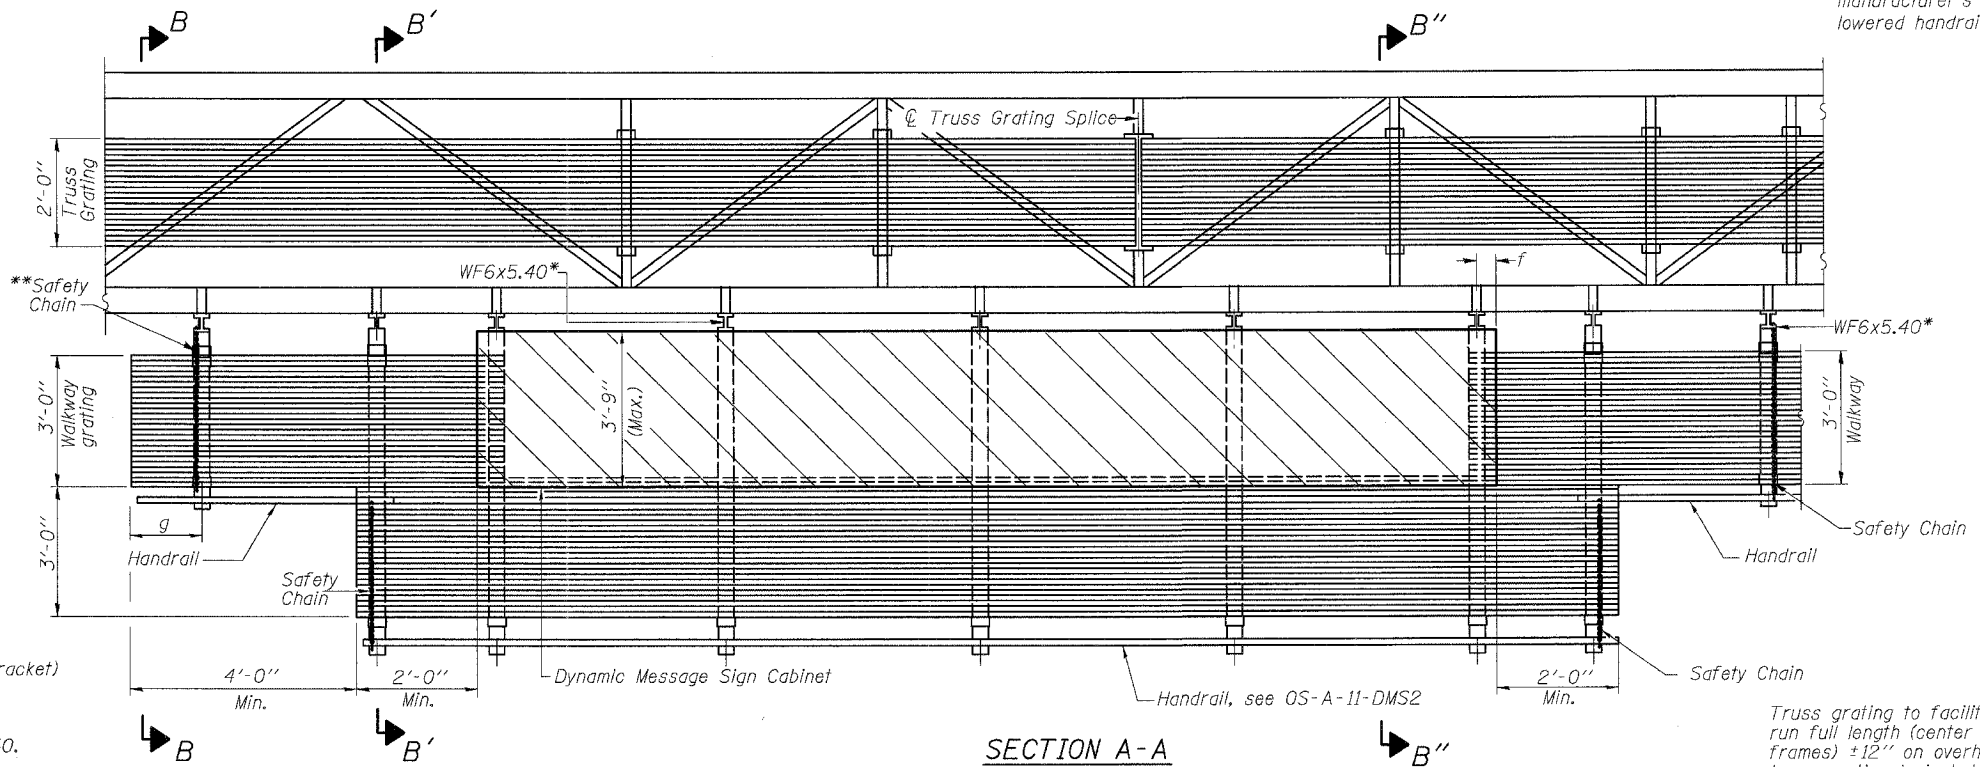 manufacturer's
lowered handrai
B
B'
B''
℄ Truss Grating Splice
2'-0''
Truss
Grating
**Safety
Chain
WF6x5.40*
f
WF6x5.40*
3'-0''
Walkway
grating
3'-9''
(Max.)
3'-0''
Walkway
3'-0''
g
Handrail
Safety
Chain
Safety Chain
Handrail
racket)
4'-0''
Min.
2'-0''
Min.
Dynamic Message Sign Cabinet
Handrail, see OS-A-11-DMS2
Safety Chain
2'-0''
Min.
B
B'
SECTION A-A
B''
0.
Truss grating to facilit
run full length (center
frames) ±12'' on overh